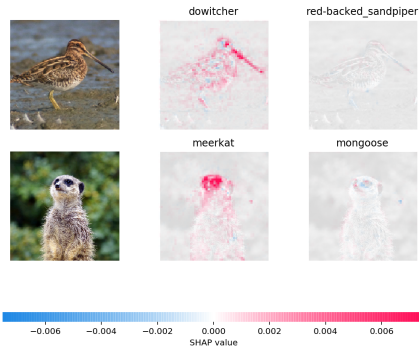 dowitcher
red-backed_sandpiper
meerkat
mongoose
−0.006
−0.004
−0.002
0.000
0.002
0.004
0.006
SHAP value